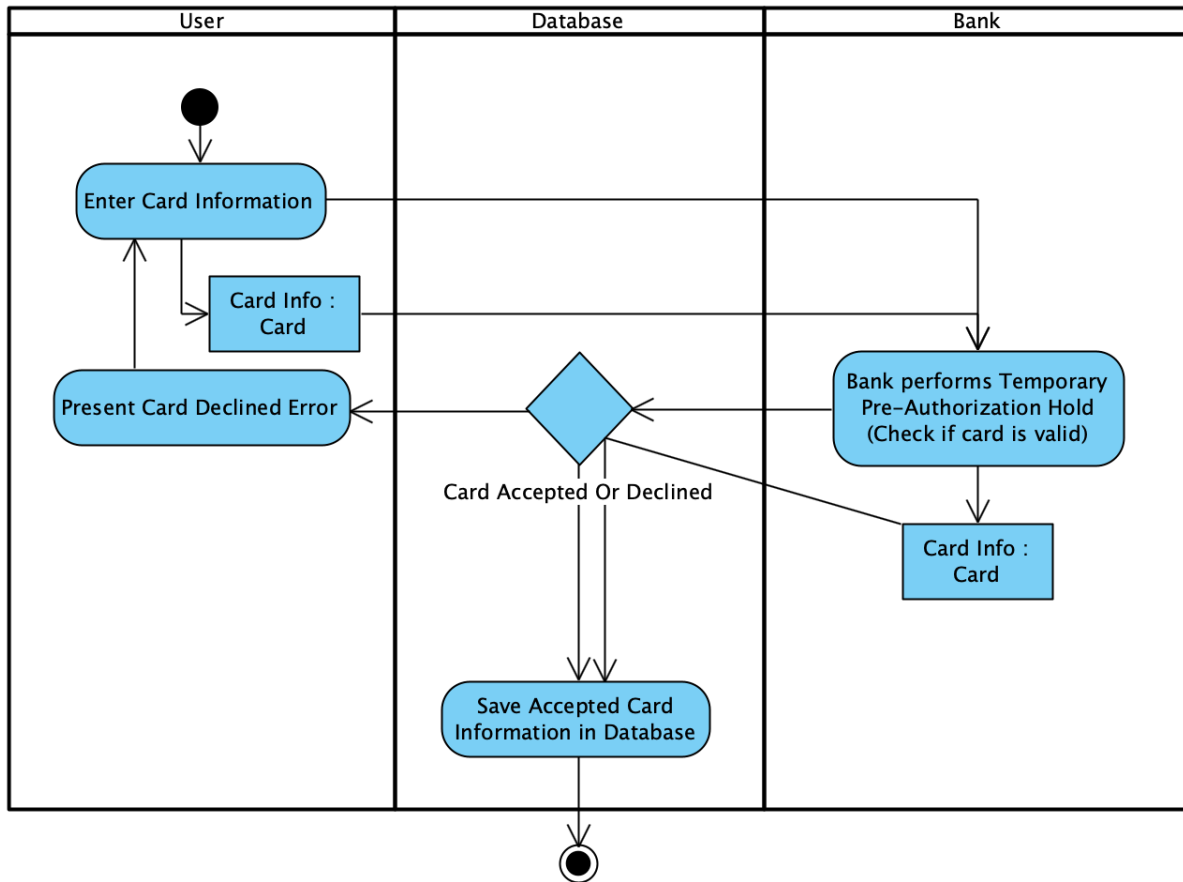 User
Database
Bank
Enter Card Information
Card Info :
Card
Present Card Declined Error
Bank performs Temporary
Pre-Authorization Hold
(Check if card is valid)
Card Accepted Or Declined
Card Info :
Card
Save Accepted Card
Information in Database